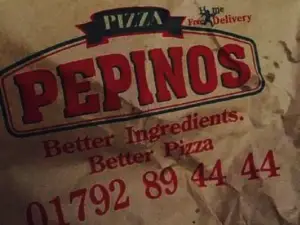 PIZZA
Home
Free Delivery
PEPINOS
Better Ingredients.
Better Pizza
01792 89 44 44